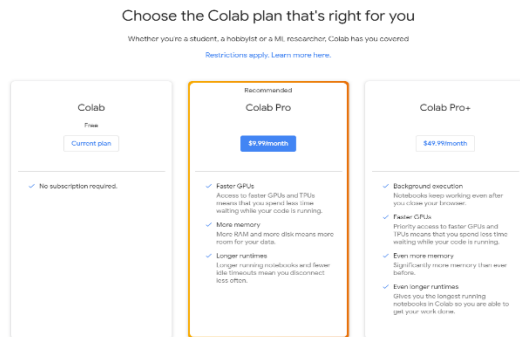 Choose the Colab plan that's right for you
Whether you're a student, a hobbyist or a ML researcher, Colab has you covered
Restrictions apply. Learn more here.
Colab
Free
Current plan
No subscription required.
Recommended
Colab Pro
$9.99/month
Faster GPUs
Access to faster GPUs and TPUs
means that you spend less time
waiting while your code is running.
More memory
More RAM and more disk means more
room for your data.
Longer runtimes
Longer running notebooks and fewer
idle timeouts mean you disconnect
less often.
Colab Pro+
$49.99/month
Background execution
Notebooks keep working even after
you close your browser.
Faster GPUs
Priority access to faster GPUs and
TPUs means that you spend less time
waiting while your code is running.
Even more memory
Significantly more memory than ever
before.
Even longer runtimes
Gives you the longest running
notebooks in Colab so you are able to
get your work done.